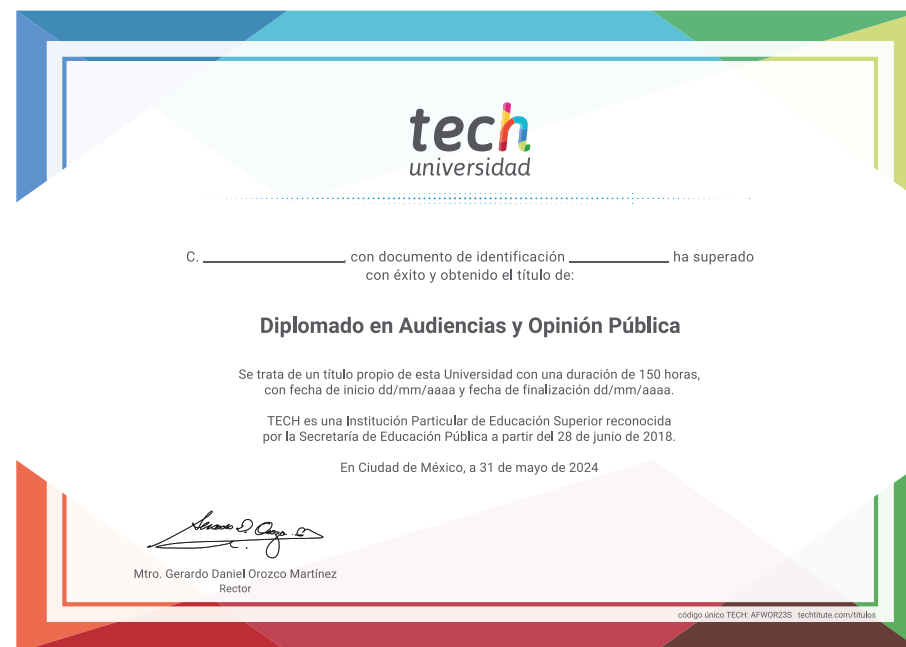 tech
universidad
C. ____________, con documento de identificación ____________ ha superado
con éxito y obtenido el título de:
Diplomado en Audiencias y Opinión Pública
Se trata de un título propio de esta Universidad con una duración de 150 horas,
con fecha de inicio dd/mm/aaaa y fecha de finalización dd/mm/aaaa.
TECH es una Institución Particular de Educación Superior reconocida
por la Secretaría de Educación Pública a partir del 28 de junio de 2018.
En Ciudad de México, a 31 de mayo de 2024
Mtro. Gerardo Daniel Orozco Martínez
Rector
código único TECH: AFWOR23S techtitute.com/titulos